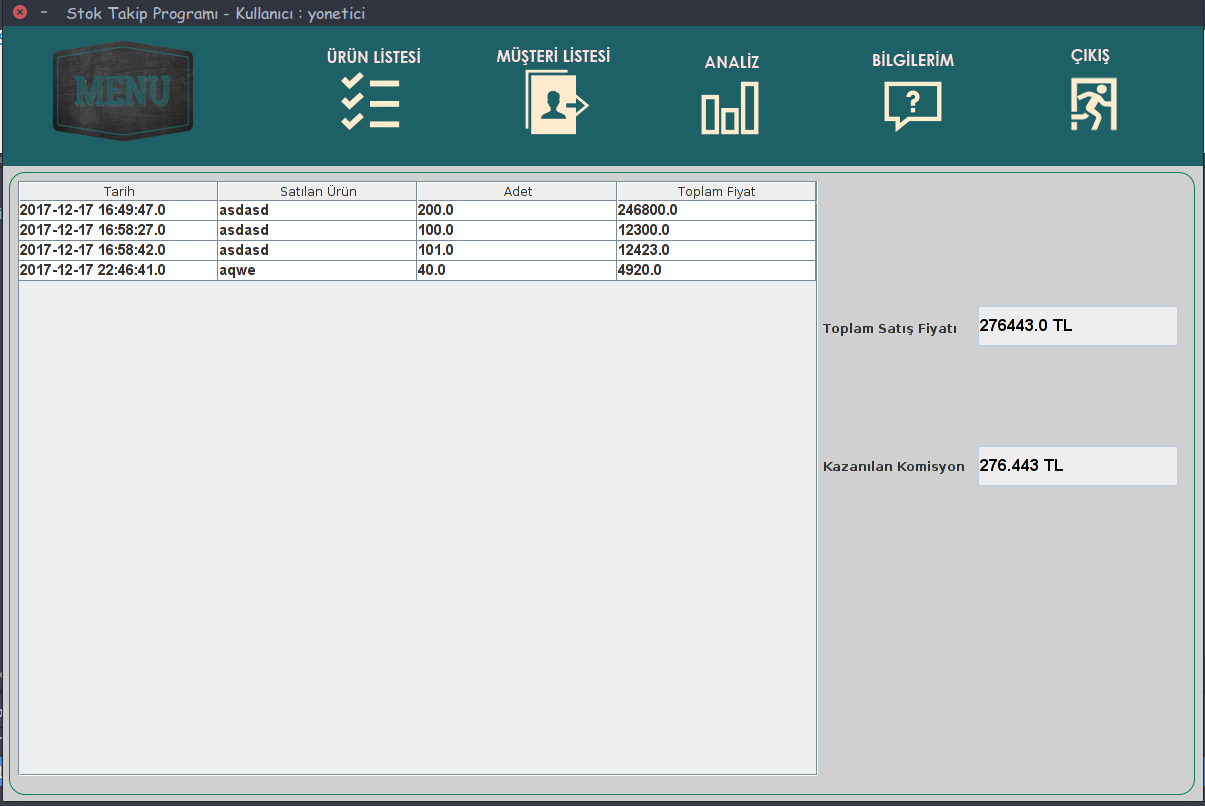 Stok Takip Programı - Kullanıcı : yonetici
MENU
ÜRÜN LİSTESİ
MÜŞTERİ LİSTESİ
ANALİZ
BİLGİLERİM
ÇIKIŞ
?
Tarih Satılan Ürün Adet Toplam Fiyat
2017-12-17 16:49:47.0 asdasd 200.0 246800.0
2017-12-17 16:58:27.0 asdasd 100.0 12300.0
2017-12-17 16:58:42.0 asdasd 101.0 12423.0
2017-12-17 22:46:41.0 aqwe 40.0 4920.0
Toplam Satış Fiyatı 276443.0 TL
Kazanılan Komisyon 276.443 TL